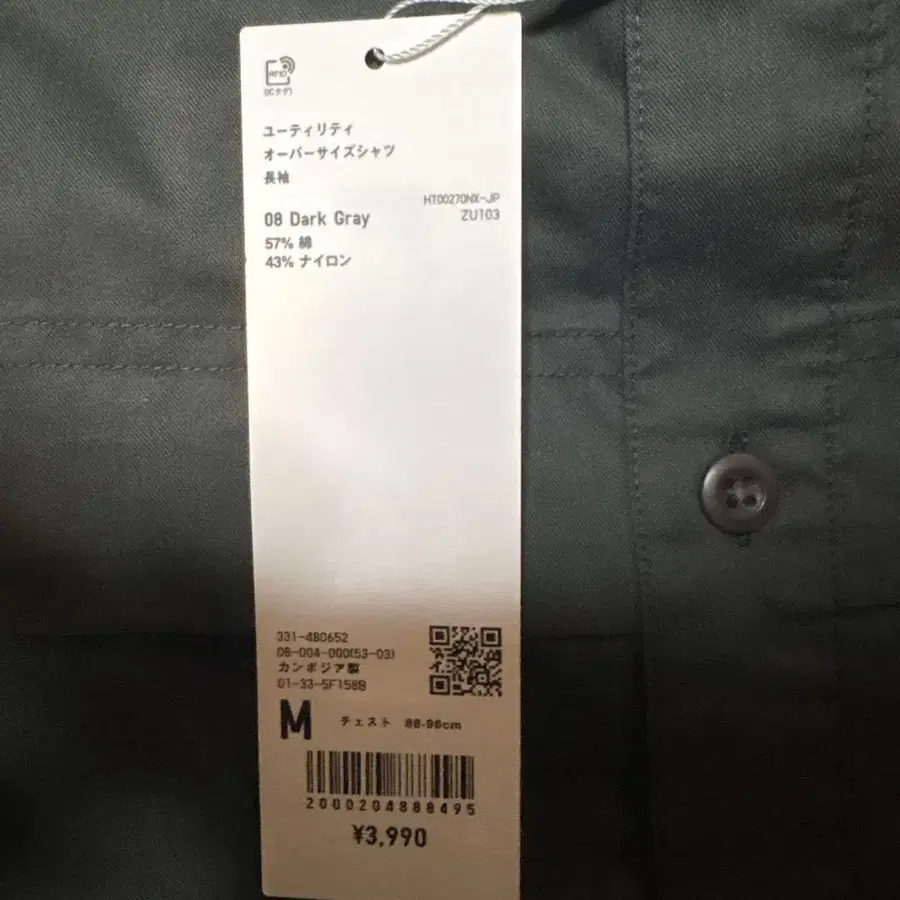 RFID
(ICタグ)
ユーティリティ
オーバーサイズシャツ
長袖
HT00270NX-JP
08 Dark Gray
ZU103
57% 綿
43% ナイロン
331-480652
08-004-000(53-03)
カンボジア製
01-33-5F158B
M チェスト 88-96cm
2000204888495
¥3,990